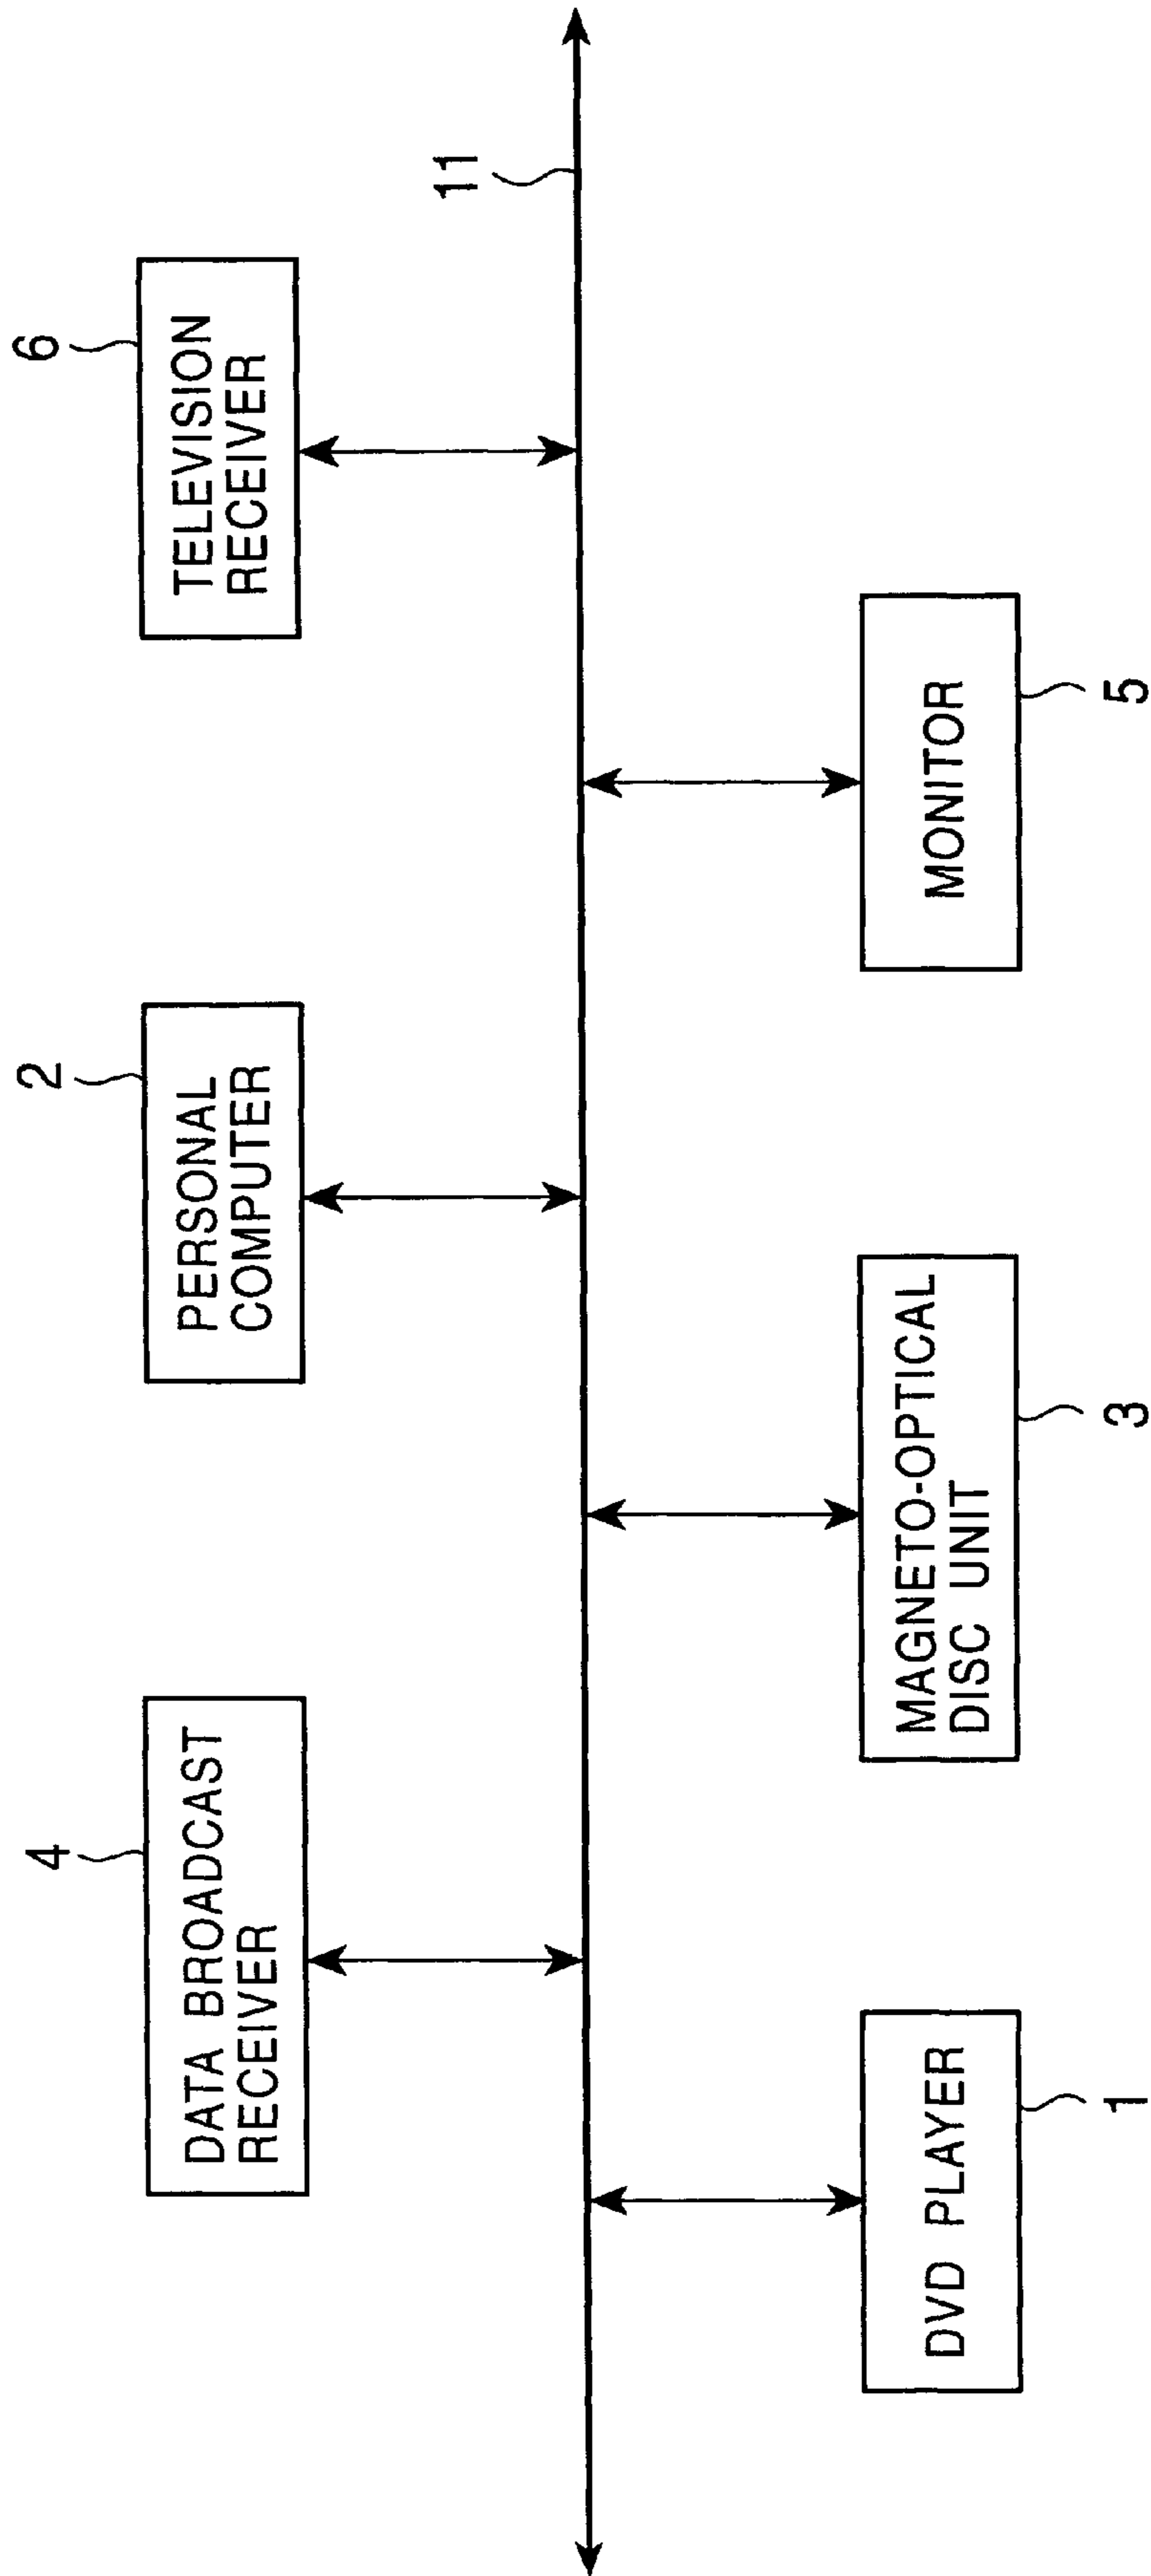 4
DATA BROADCAST
RECEIVER
2
PERSONAL
COMPUTER
6
TELEVISION
RECEIVER
11
DVD PLAYER
1
MAGNETO-OPTICAL
DISC UNIT
3
MONITOR
5